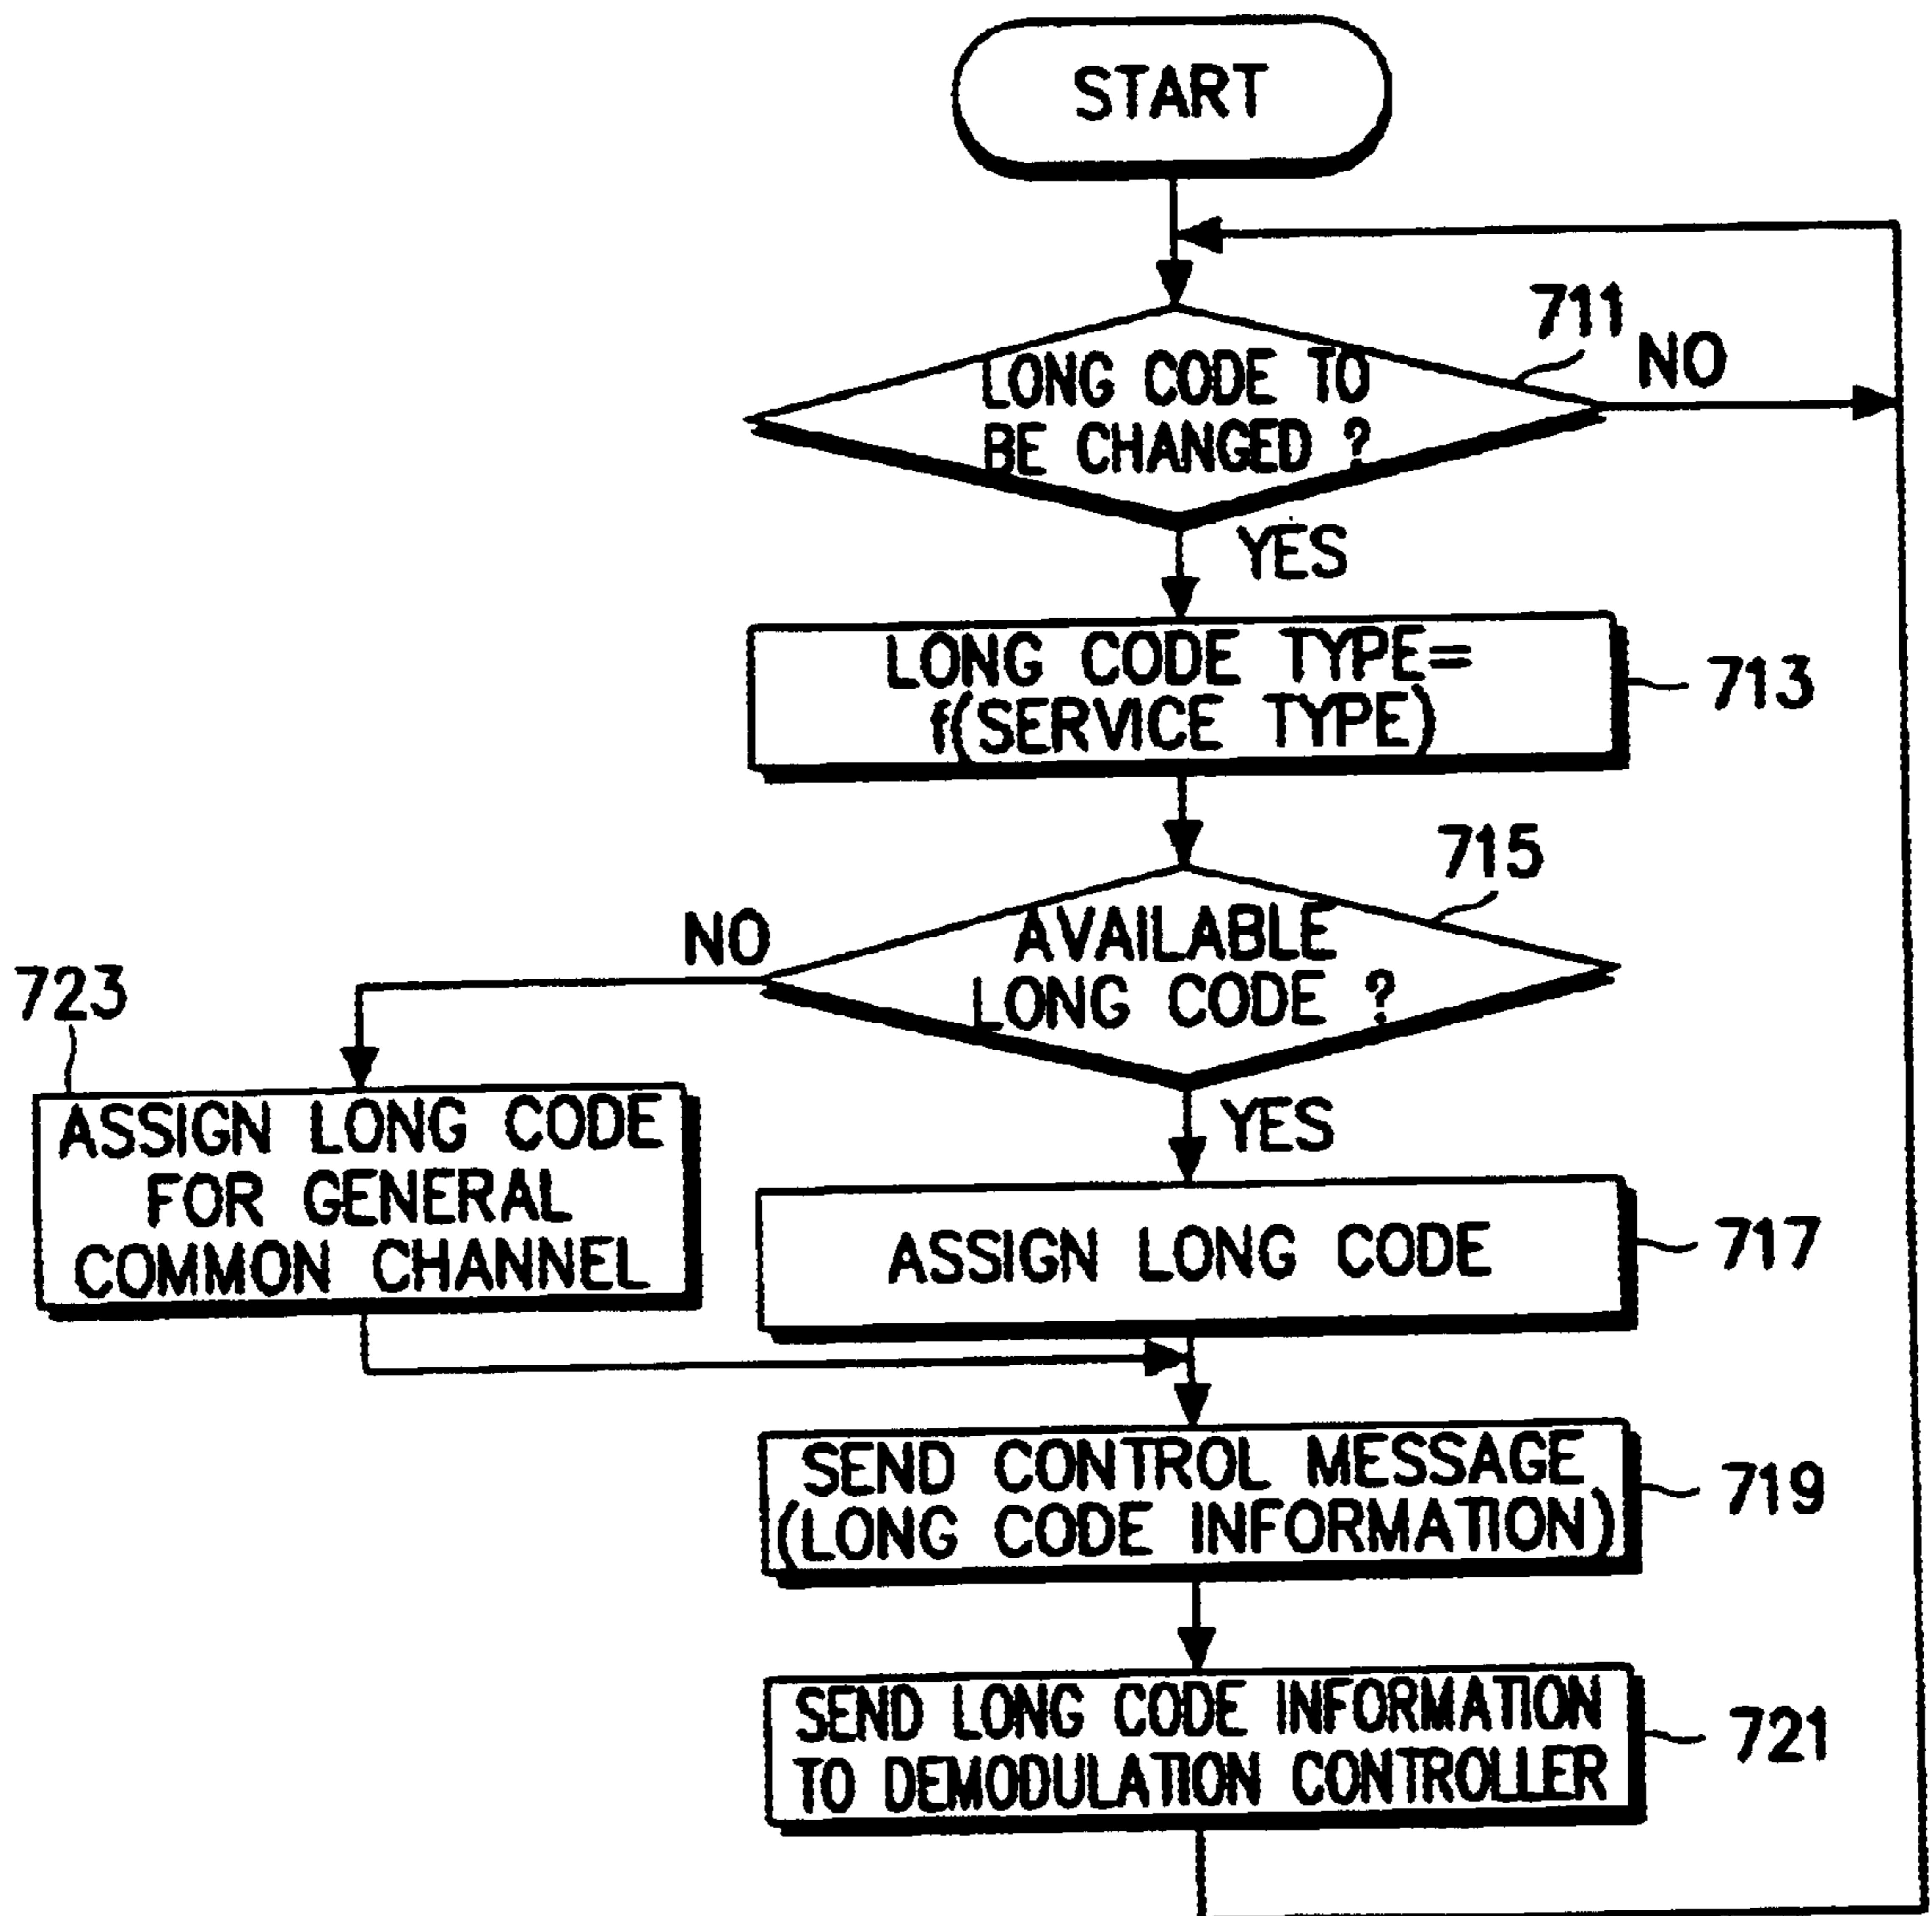 START
711
NO
LONG CODE TO
BE CHANGED ?
YES
LONG CODE TYPE=
f(SERVICE TYPE)
713
715
NO
AVAILABLE
LONG CODE ?
723
YES
ASSIGN LONG CODE
FOR GENERAL
COMMON CHANNEL
ASSIGN LONG CODE
717
SEND CONTROL MESSAGE
(LONG CODE INFORMATION)
719
SEND LONG CODE INFORMATION
TO DEMODULATION CONTROLLER
721